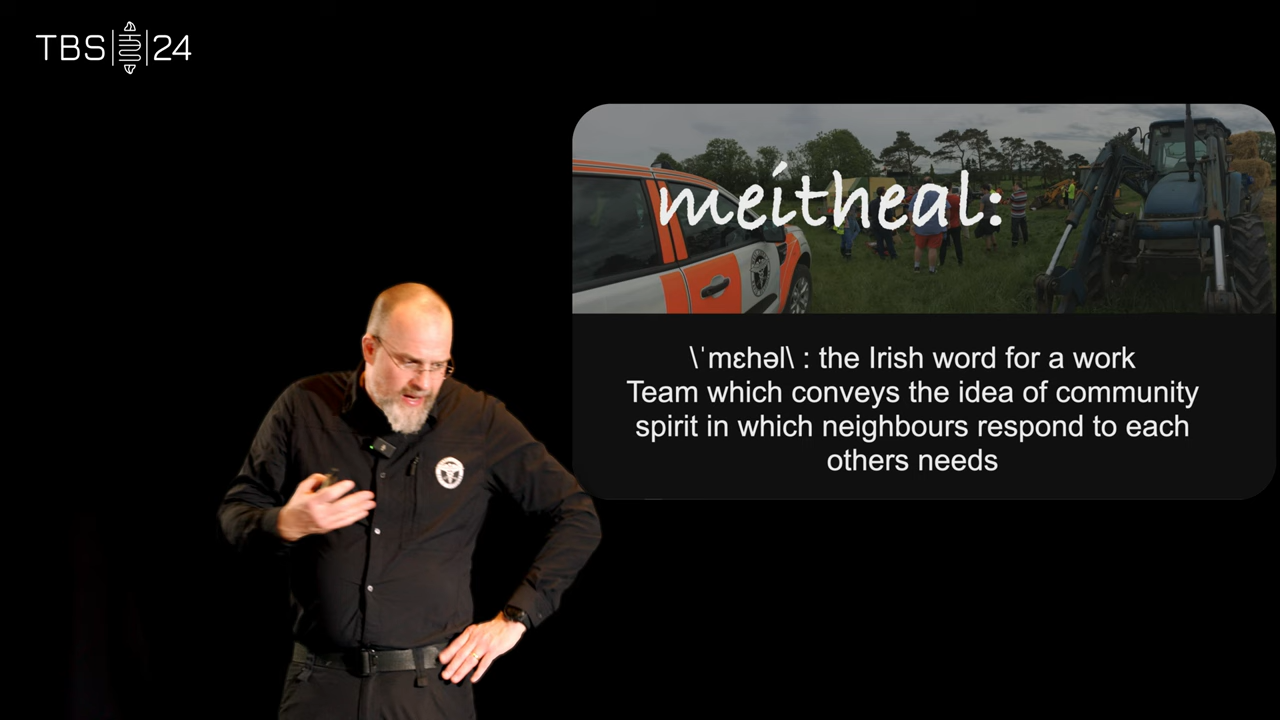 TBS 24
meitheal:
\ˈmɛhəl\ : the Irish word for a work
Team which conveys the idea of community
spirit in which neighbours respond to each
others needs